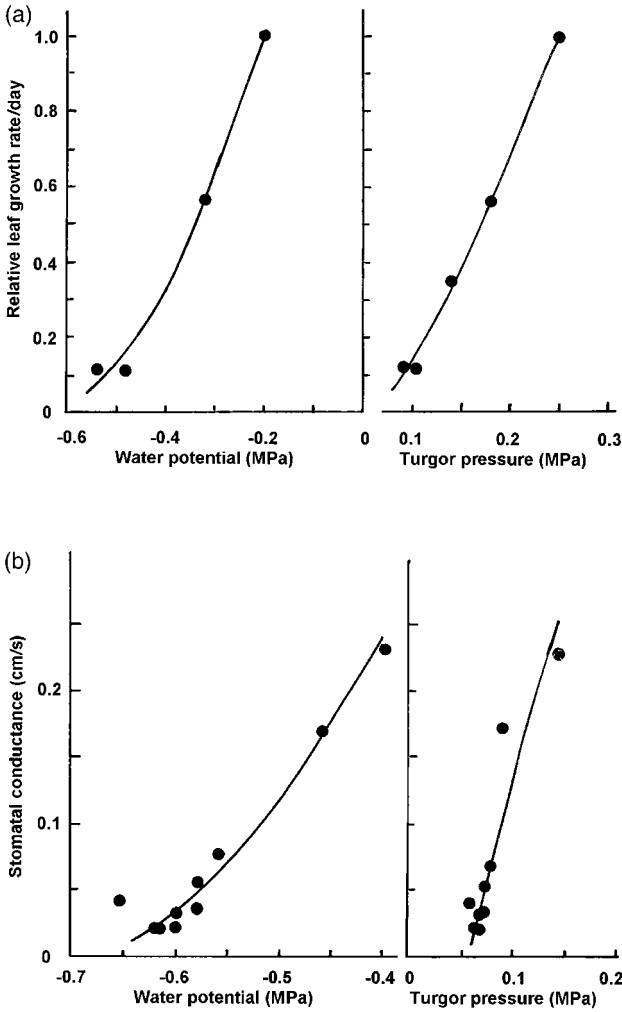 (a)
Relative leaf growth rate/day
1.0
0.8
0.6
0.4
0.2
0
-0.6 -0.4 -0.2 0 0.1 0.2 0.3
Water potential (MPa) Turgor pressure (MPa)
(b)
Stomatal conductance (cm/s)
0.2
0.1
0
-0.7 -0.6 -0.5 -0.4 0 0.1 0.2
Water potential (MPa) Turgor pressure (MPa)